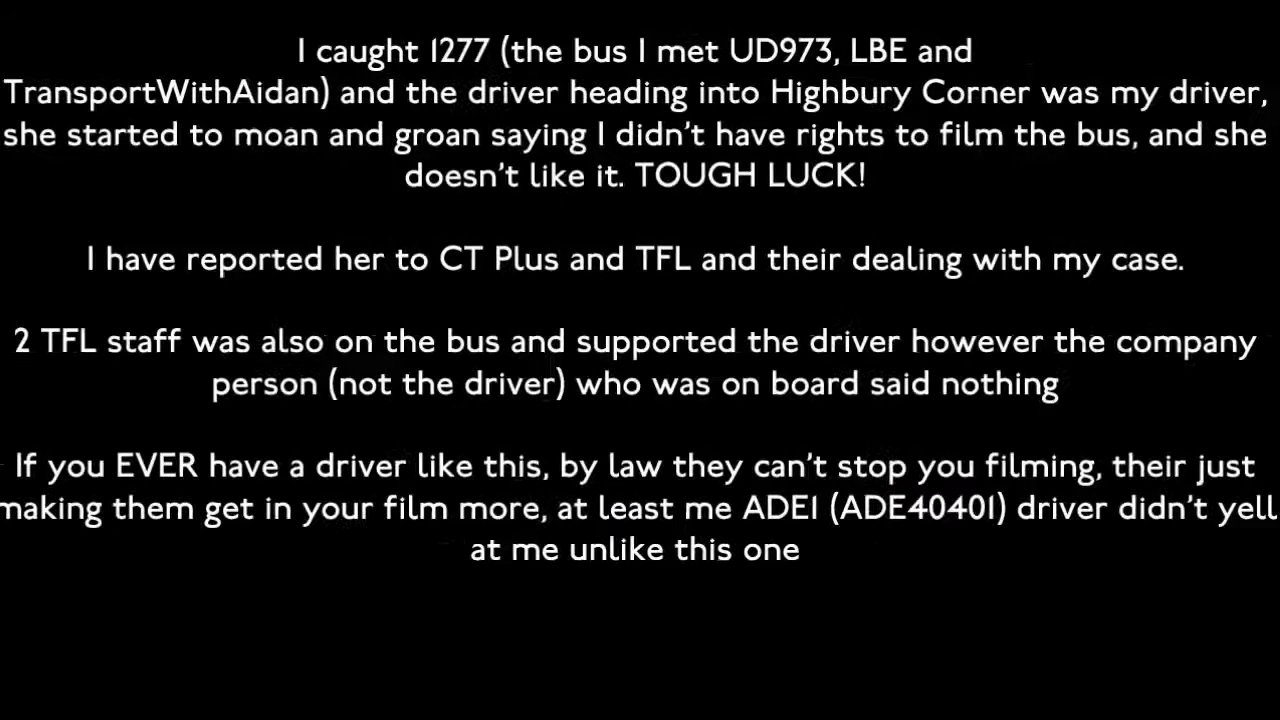 I caught 1277 (the bus I met UD973, LBE and
TransportWithAidan) and the driver heading into Highbury Corner was my driver,
she started to moan and groan saying I didn't have rights to film the bus, and she
doesn't like it. TOUGH LUCK!
I have reported her to CT Plus and TFL and their dealing with my case.
2 TFL staff was also on the bus and supported the driver however the company
person (not the driver) who was on board said nothing
If you EVER have a driver like this, by law they can't stop you filming, their just
making them get in your film more, at least me ADE1 (ADE40401) driver didn't yell
at me unlike this one